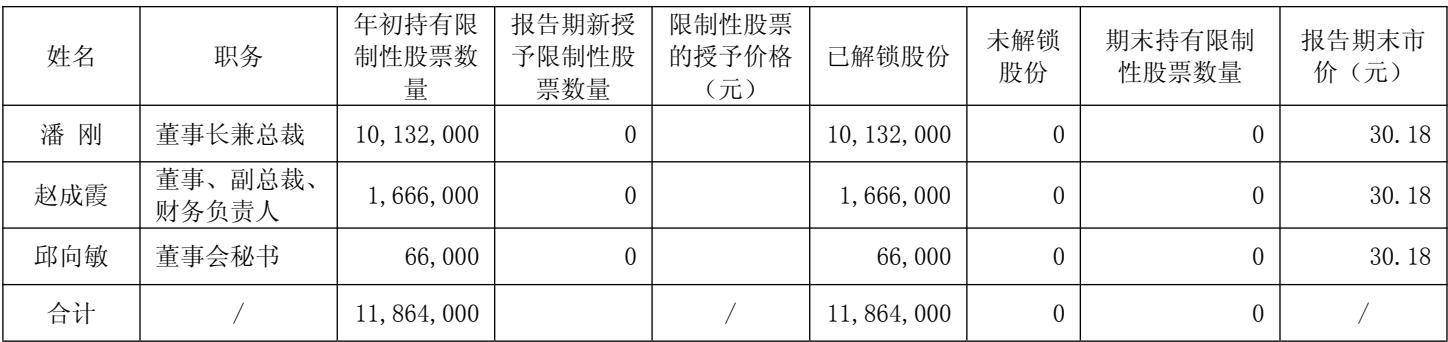 姓名 职务 年初持有限制性股票数量 报告期新授予限制性股票数量 限制性股票的授予价格（元） 已解锁股份 未解锁股份 期末持有限制性股票数量 报告期末市价（元）
潘 刚 董事长兼总裁 10,132,000 0 10,132,000 0 0 30.18
赵成霞 董事、副总裁、财务负责人 1,666,000 0 1,666,000 0 0 30.18
邱向敏 董事会秘书 66,000 0 66,000 0 0 30.18
合计 / 11,864,000 / 11,864,000 0 0 /